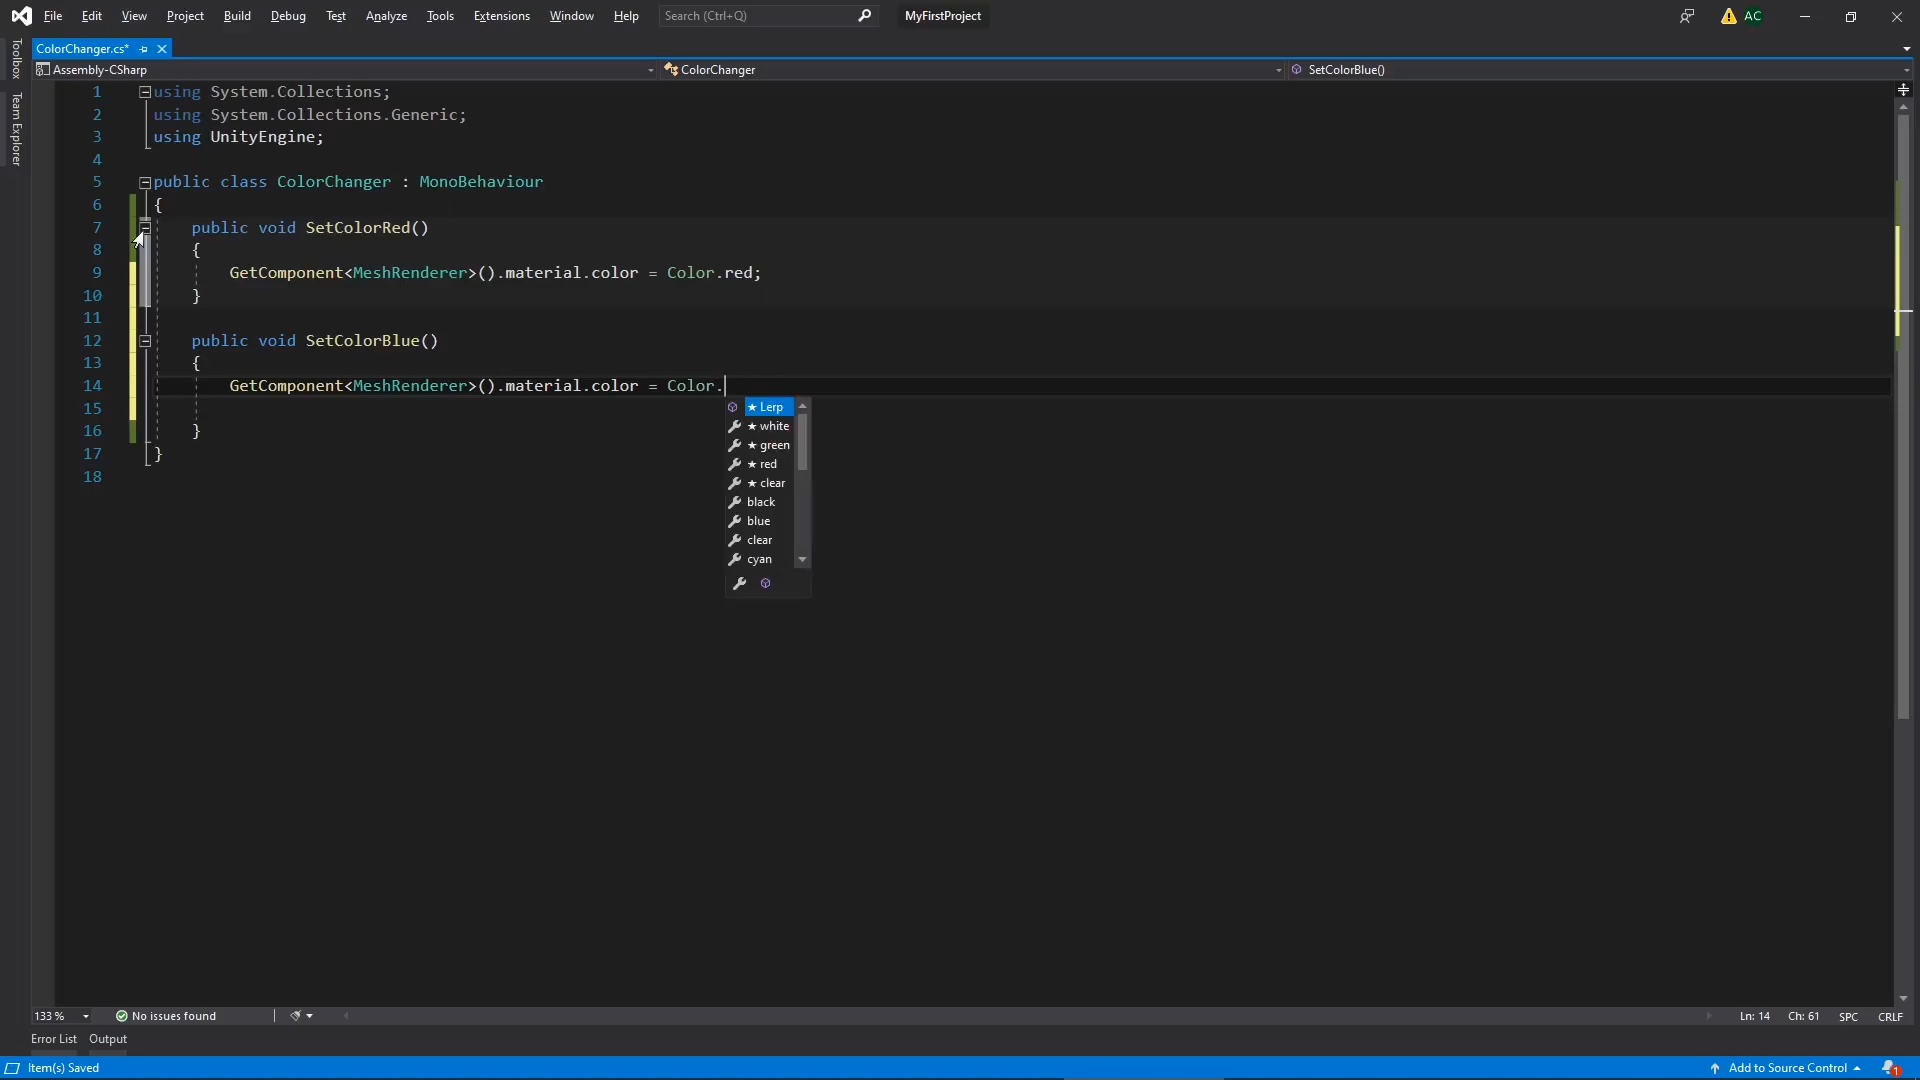 File Edit View Project Build Debug Test Analyze Tools Extensions Window Help Search (Ctrl+Q) MyFirstProject AC
Toolbox
Team Explorer
ColorChanger.cs*
Assembly-CSharp ColorChanger SetColorBlue()
1 using System.Collections;
2 using System.Collections.Generic;
3 using UnityEngine;
4
5 public class ColorChanger : MonoBehaviour
6 {
7 public void SetColorRed()
8 {
9 GetComponent<MeshRenderer>().material.color = Color.red;
10 }
11
12 public void SetColorBlue()
13 {
14 GetComponent<MeshRenderer>().material.color = Color.
15
16 }
17 }
18
★ Lerp
★ white
★ green
★ red
★ clear
black
blue
clear
cyan
133 % No issues found Ln: 14 Ch: 61 SPC CRLF
Error List Output
Item(s) Saved Add to Source Control 1